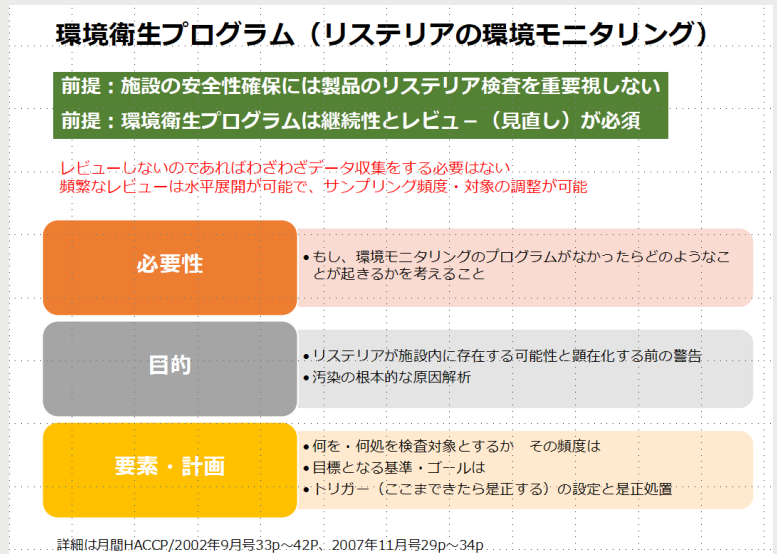 環境衛生プログラム（リステリアの環境モニタリング）
前提：施設の安全性確保には製品のリステリア検査を重要視しない
前提：環境衛生プログラムは継続性とレビュ－（見直し）が必須
レビューしないのであればわざわざデータ収集をする必要はない
頻繁なレビューは水平展開が可能で、サンプリング頻度・対象の調整が可能
必要性
•もし、環境モニタリングのプログラムがなかったらどのようなこ
とが起きるかを考えること
目的
•リステリアが施設内に存在する可能性と顕在化する前の警告
•汚染の根本的な原因解析
要素・計画
•何を・何処を検査対象とするか　その頻度は
•目標となる基準・ゴールは
•トリガー（ここまできたら是正する）の設定と是正処置
詳細は月間HACCP/2002年9月号33p～42P、2007年11月号29p～34p